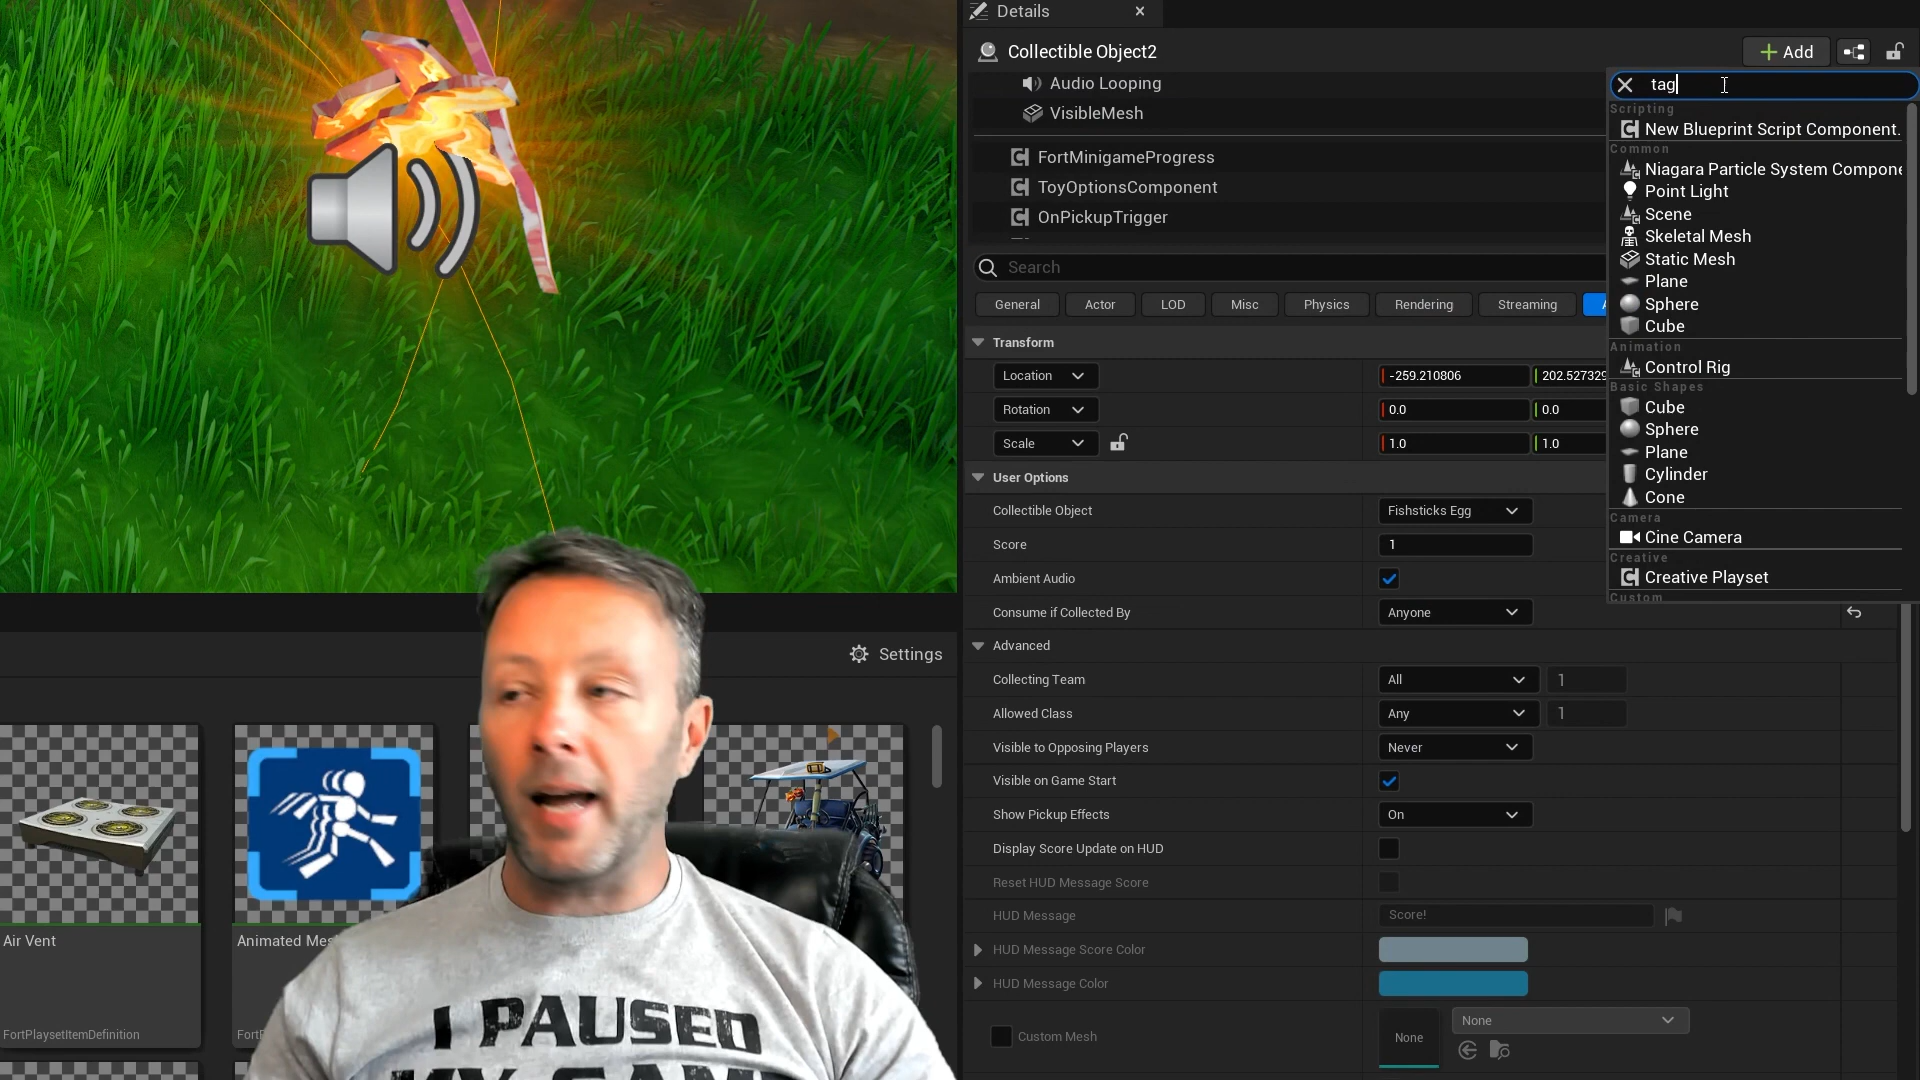 Details
Collectible Object2
Add
Audio Looping
VisibleMesh
FortMinigameProgress
ToyOptionsComponent
OnPickupTrigger
tag
Scripting
New Blueprint Script Component.
Common
Niagara Particle System Compone
Point Light
Scene
Skeletal Mesh
Static Mesh
Plane
Sphere
Cube
Animation
Control Rig
Basic Shapes
Cube
Sphere
Plane
Cylinder
Cone
Camera
Cine Camera
Creative
Creative Playset
Custom
Search
General Actor LOD Misc Physics Rendering Streaming
Transform
Location -259.210806 202.527329
Rotation 0.0 0.0
Scale 1.0 1.0
User Options
Collectible Object Fishsticks Egg
Score 1
Ambient Audio
Consume if Collected By Anyone
Advanced
Collecting Team All 1
Allowed Class Any 1
Visible to Opposing Players Never
Visible on Game Start
Show Pickup Effects On
Display Score Update on HUD
Reset HUD Message Score
HUD Message Score!
HUD Message Score Color
HUD Message Color
Custom Mesh None None
Settings
Air Vent
Animated Mes
FortPlaysetItemDefinition
I PAUSED
MY GAM